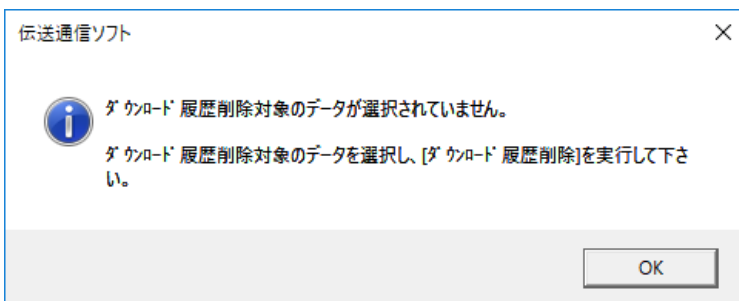 伝送通信ソフト
ダウンロード履歴削除対象のデータが選択されていません。
ダウンロード履歴削除対象のデータを選択し、[ダウンロード履歴削除]を実行して下さ
い。
OK